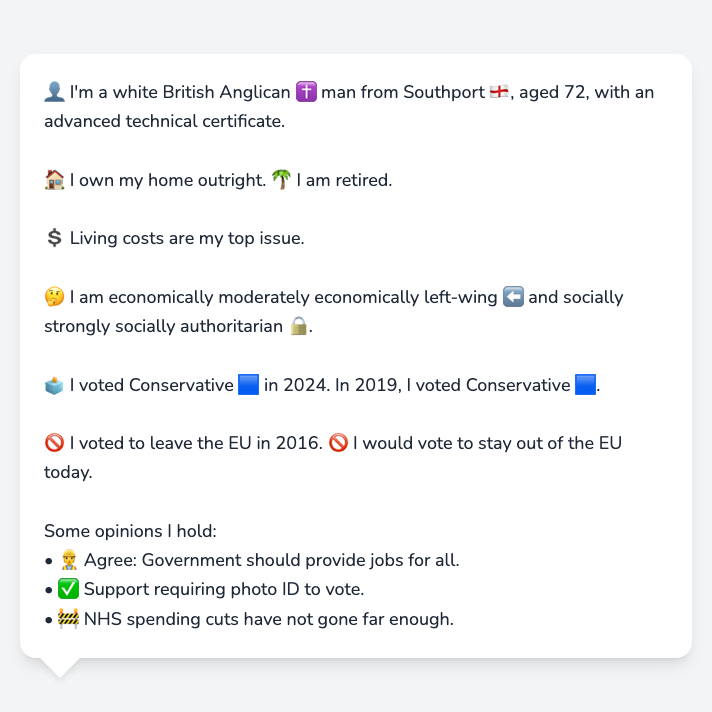 👤 I'm a white British Anglican ✝️ man from Southport 🏴󠁧󠁢󠁥󠁮󠁧󠁿, aged 72, with an
advanced technical certificate.
🏠 I own my home outright. 🌴 I am retired.
💲 Living costs are my top issue.
🤔 I am economically moderately economically left-wing ⬅️ and socially
strongly socially authoritarian 🔒.
🗳️ I voted Conservative 🟦 in 2024. In 2019, I voted Conservative 🟦.
🚫 I voted to leave the EU in 2016. 🚫 I would vote to stay out of the EU
today.
Some opinions I hold:
• 👷 Agree: Government should provide jobs for all.
• ✅ Support requiring photo ID to vote.
• 🚧 NHS spending cuts have not gone far enough.